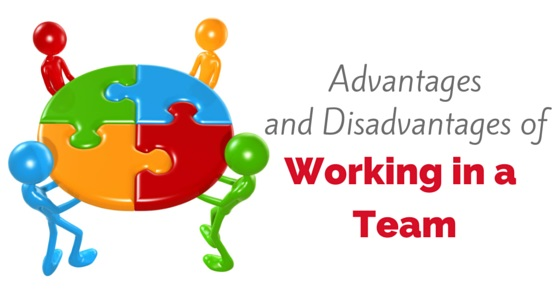 Advantages
and Disadvantages of
Working in a
Team